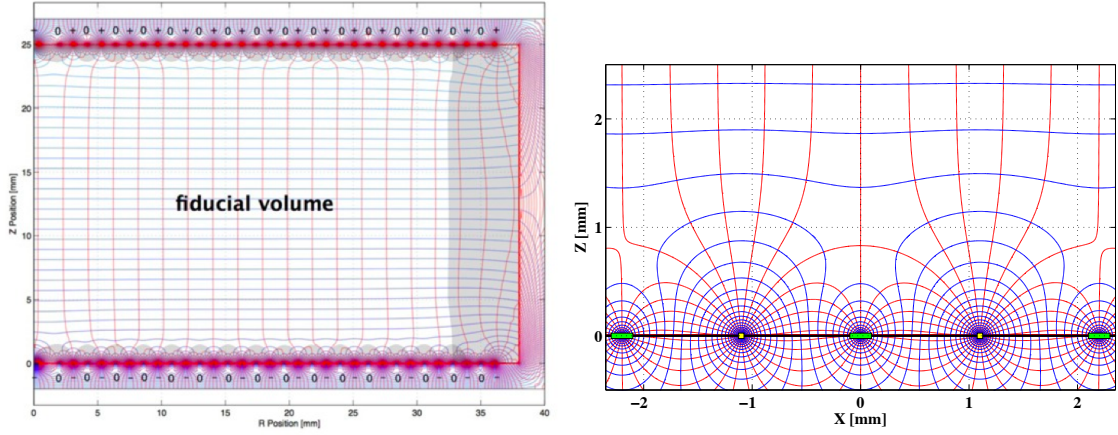 + 0 + 0 + 0 + 0 + 0 + 0 + 0 + 0 + 0 + 0 + 0 + 0 + 0 + 0 + 0 + 0 +
25
20
15
10
5
0
Z Position [mm]
fiducial volume
- 0 - 0 - 0 - 0 - 0 - 0 - 0 - 0 - 0 - 0 - 0 - 0 - 0 - 0 - 0 - 0 -
0 5 10 15 20 25 30 35 40
R Position [mm]
2
1
0
Z [mm]
−2 −1 0 1 2
X [mm]